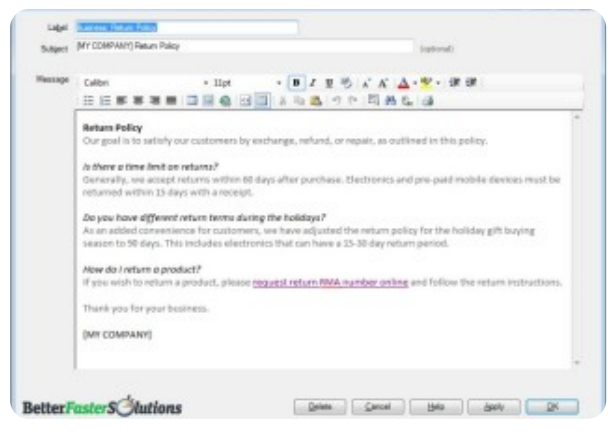 Label
Business: Return Policy
Subject
[MY COMPANY] Return Policy
(optional)
Message
Calibri
11pt
B I U
Return Policy
Our goal is to satisfy our customers by exchange, refund, or repair, as outlined in this policy.
Is there a time limit on returns?
Generally, we accept returns within 60 days after purchase. Electronics and pre-paid mobile devices must be
returned within 15 days with a receipt.
Do you have different return terms during the holidays?
As an added convenience for customers, we have adjusted the return policy for the holiday gift buying
season to 90 days. This includes electronics that can have a 15-30 day return period.
How do I return a product?
If you wish to return a product, please request return RMA number online and follow the return instructions.
Thank you for your business.
[MY COMPANY]
BetterFasterSolutions
Delete
Cancel
Help
Apply
OK